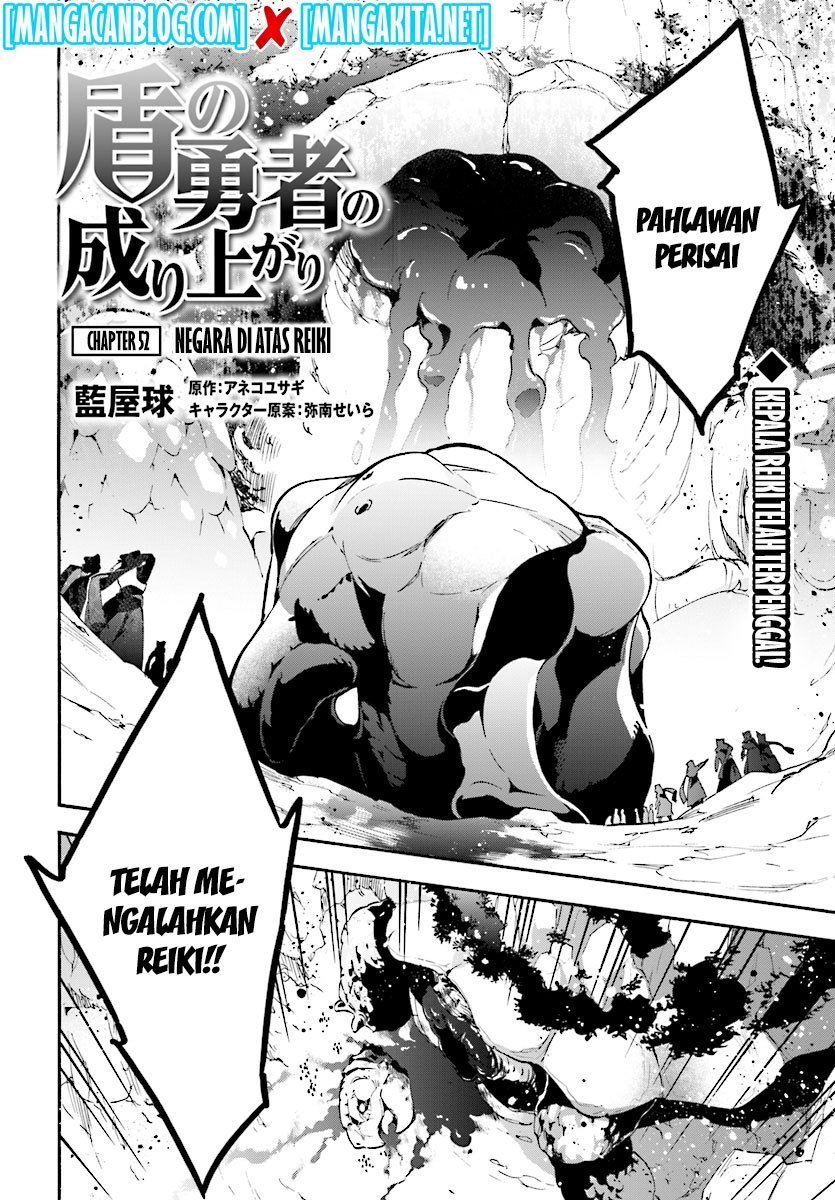 [MANGACANBLOG.COM] X [MANGAKITA.NET]
盾の勇者の
成り上がり
CHAPTER 52 NEGARA DI ATAS REIKI
藍屋球
原作：アネコユサギ
キャラクター原案：弥南せいら
PAHLAWAN
PERISAI
◆KEPALA REIKI TELAH TERPENGGAL!
TELAH ME-
NGALAHKAN
REIKI!!